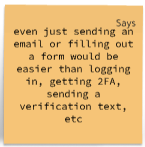 Says
even just sending an
email or filling out
a form would be
easier than logging
in, getting 2FA,
sending a
verification text,
etc